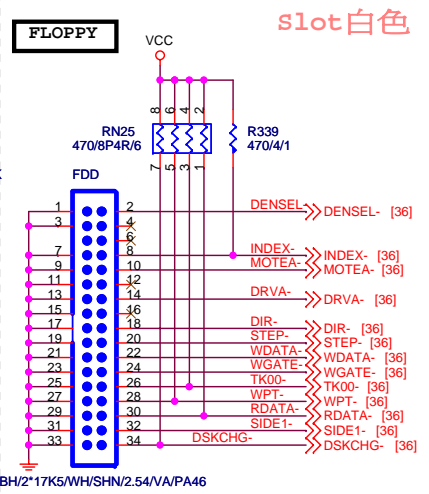 Slot白色
FLOPPY
VCC
8 6 4 2
RN25
470/8P4R/6
R339
470/4/1
7 5 3 1
FDD
1 2 DENSEL- DENSEL- [36]
3 4
6
7 8 INDEX- INDEX- [36]
9 10 MOTEA- MOTEA- [36]
11 12
13 14 DRVA- DRVA- [36]
15 16
17 18 DIR- DIR- [36]
19 20 STEP- STEP- [36]
21 22 WDATA- WDATA- [36]
23 24 WGATE- WGATE- [36]
25 26 TK00- TK00- [36]
27 28 WPT- WPT- [36]
29 30 RDATA- RDATA- [36]
31 32 SIDE1- SIDE1- [36]
33 34 DSKCHG- DSKCHG- [36]
BH/2*17K5/WH/SHN/2.54/VA/PA46